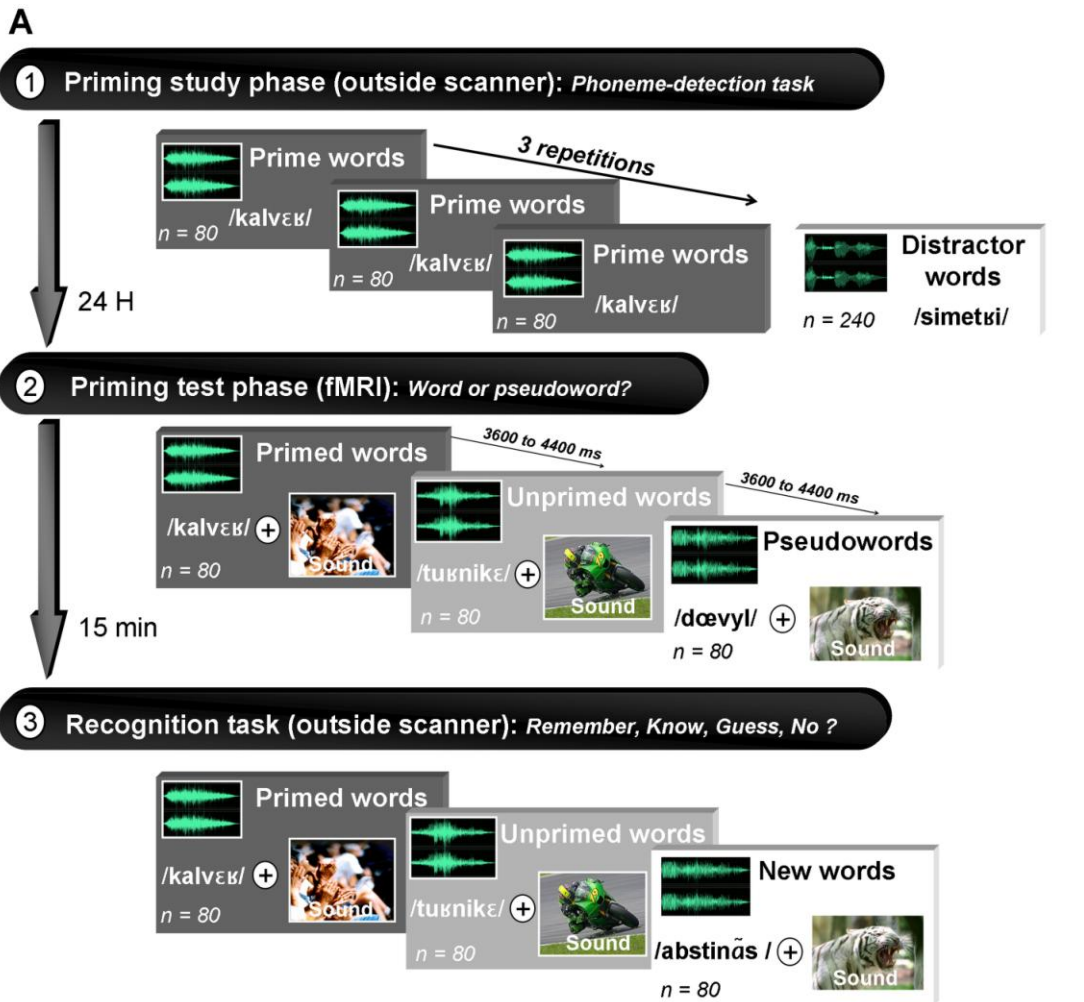 A
1 Priming study phase (outside scanner): Phoneme-detection task
3 repetitions
Prime words
/kalvɛʁ/
n = 80
Prime words
/kalvɛʁ/
n = 80
Prime words
/kalvɛʁ/
n = 80
Distractor
words
n = 240 /simetʁi/
24 H
2 Priming test phase (fMRI): Word or pseudoword?
3600 to 4400 ms
3600 to 4400 ms
Primed words
/kalvɛʁ/ +
Sound
n = 80
Unprimed words
/tuʁnikɛ/ +
Sound
n = 80
Pseudowords
/dœvyl/ +
Sound
n = 80
15 min
3 Recognition task (outside scanner): Remember, Know, Guess, No ?
Primed words
/kalvɛʁ/ +
Sound
n = 80
Unprimed words
/tuʁnikɛ/ +
Sound
n = 80
New words
/abstinɑ̃s / +
Sound
n = 80